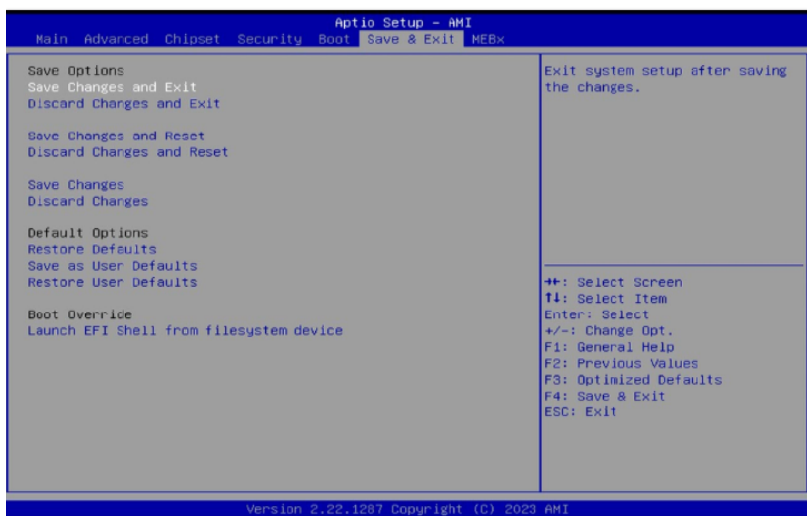 Aptio Setup - AMI
Main Advanced Chipset Security Boot Save & Exit MEBx
Save Options
Save Changes and Exit
Discard Changes and Exit
Save Changes and Reset
Discard Changes and Reset
Save Changes
Discard Changes
Default Options
Restore Defaults
Save as User Defaults
Restore User Defaults
Boot Override
Launch EFI Shell from filesystem device
Exit system setup after saving
the changes.
→←: Select Screen
↑↓: Select Item
Enter: Select
+/-: Change Opt.
F1: General Help
F2: Previous Values
F3: Optimized Defaults
F4: Save & Exit
ESC: Exit
Version 2.22.1287 Copyright (C) 2023 AMI